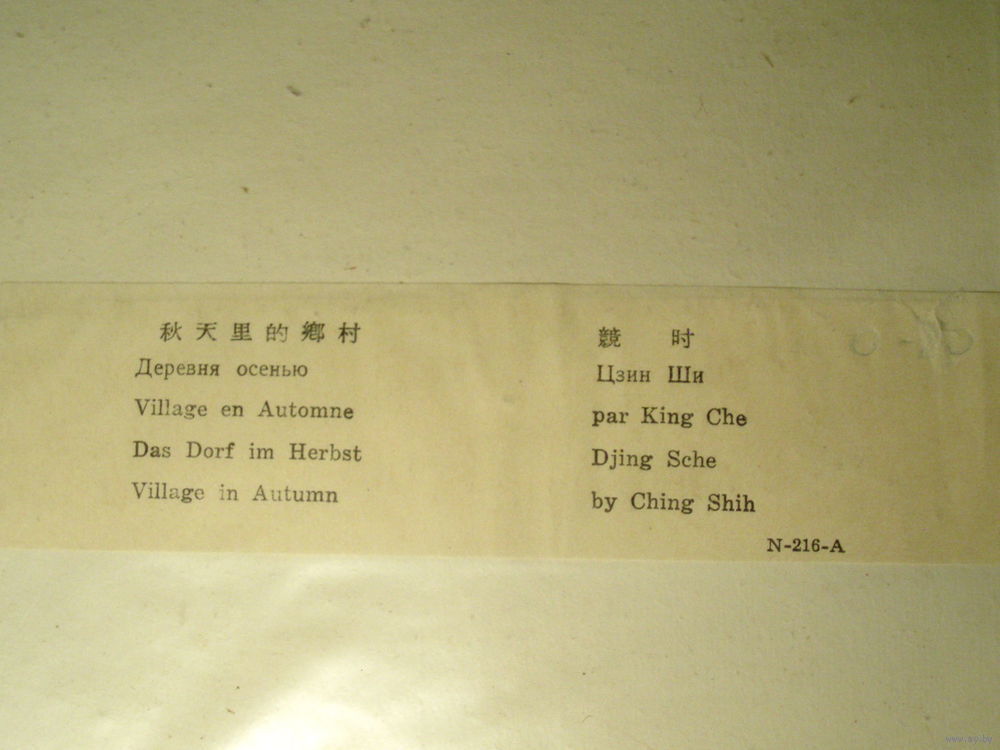 秋天里的鄉村
Деревня осенью
Village en Automne
Das Dorf im Herbst
Village in Autumn
競 时
Цзин Ши
par King Che
Djing Sche
by Ching Shih
N-216-A